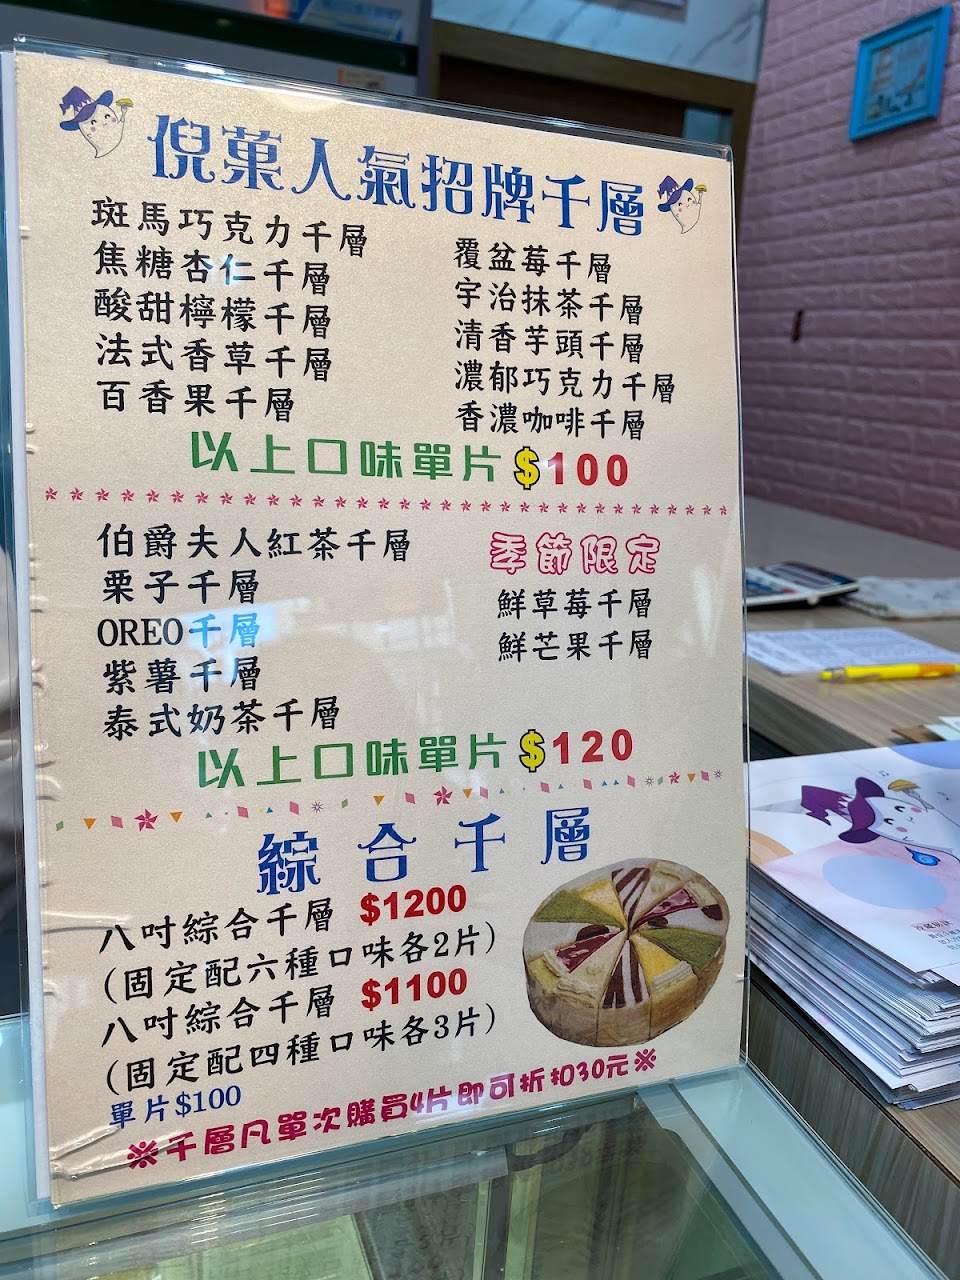 倪菓人氣招牌千層
斑馬巧克力千層
焦糖杏仁千層
酸甜檸檬千層
法式香草千層
百香果千層
覆盆莓千層
宇治抹茶千層
清香芋頭千層
濃郁巧克力千層
香濃咖啡千層
以上口味單片$100
伯爵夫人紅茶千層
栗子千層
OREO千層
紫薯千層
泰式奶茶千層
季節限定
鮮草莓千層
鮮芒果千層
以上口味單片$120
綜合千層
八吋綜合千層 $1200
(固定配六種口味各2片)
八吋綜合千層 $1100
(固定配四種口味各3片)
單片$100
※千層凡單次購買4片即可折扣30元※